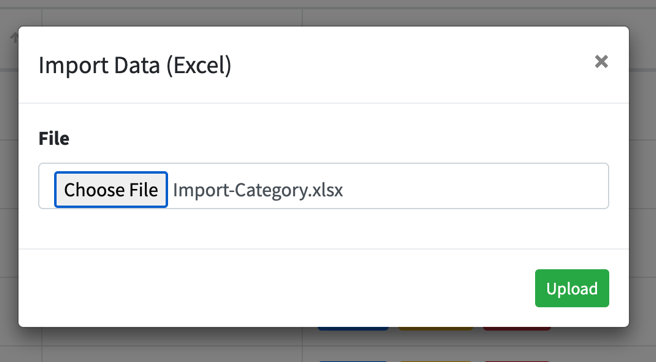 Import Data (Excel)
×
File
Choose File Import-Category.xlsx
Upload